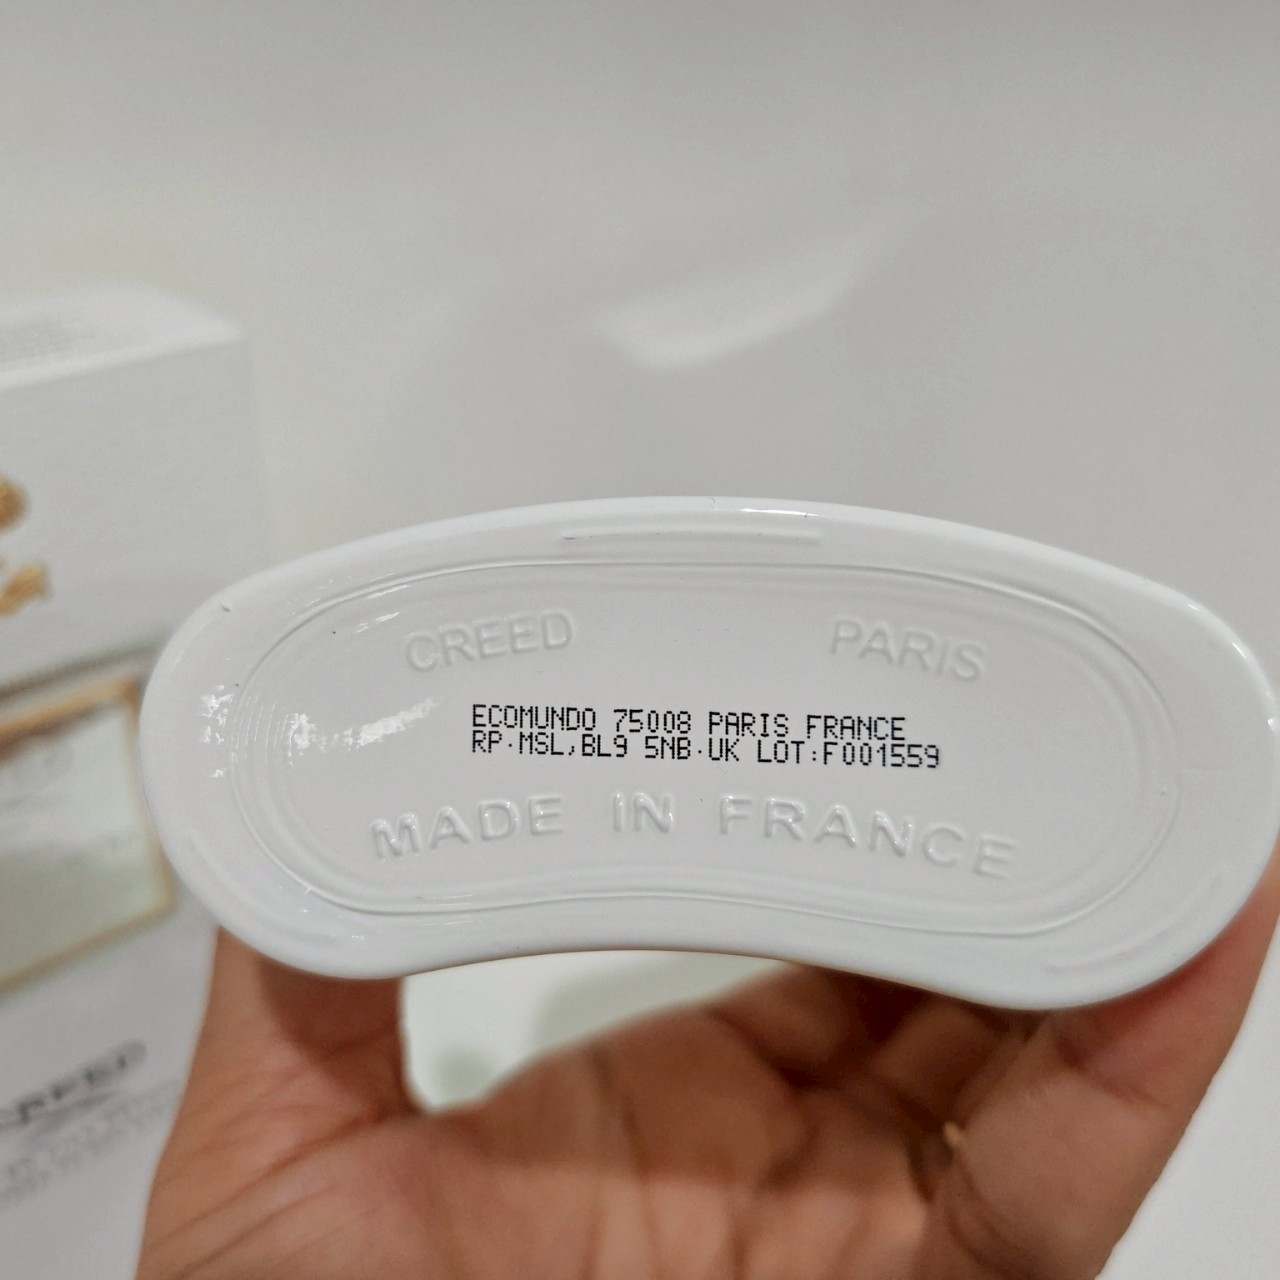 CREED PARIS
ECOMUNDO 75008 PARIS FRANCE
RP·MSL,BL9 5NB·UK LOT:F001559
MADE IN FRANCE